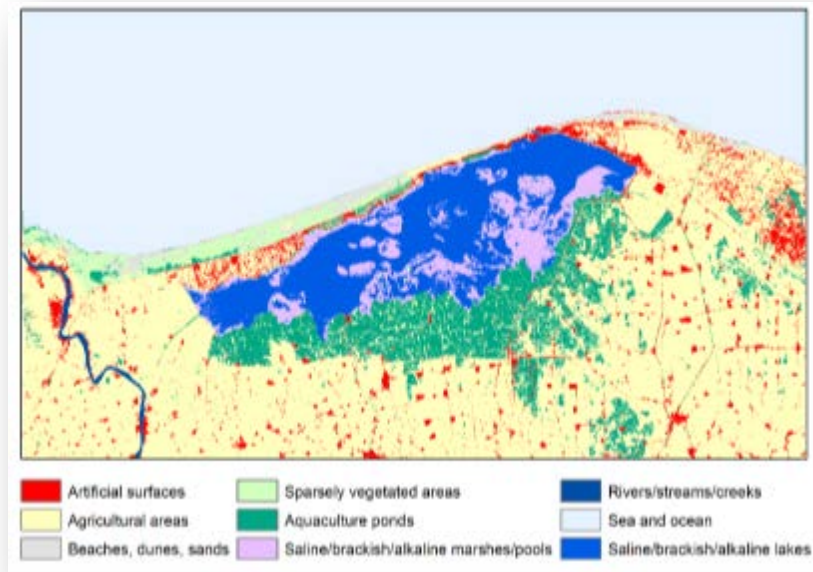 Artificial surfaces
Sparsely vegetated areas
Rivers/streams/creeks
Agricultural areas
Aquaculture ponds
Sea and ocean
Beaches, dunes, sands
Saline/brackish/alkaline marshes/pools
Saline/brackish/alkaline lakes